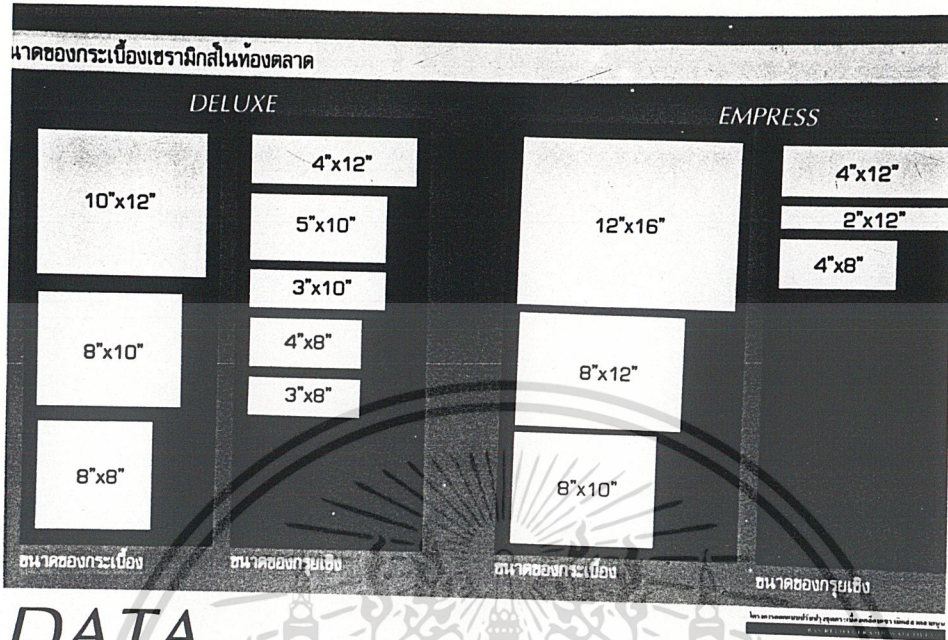 นาดของกระเบื้องเซรามิกส์ในท้องตลาด
DELUXE
10"x12"
8"x10"
8"x8"
ขนาดของกระเบื้อง
4"x12"
5"x10"
3"x10"
4"x8"
3"x8"
ขนาดของกรุยเชิง
EMPRESS
12"x16"
8"x12"
8"x10"
ขนาดของกระเบื้อง
4"x12"
2"x12"
4"x8"
ขนาดของกรุยเชิง
DATA